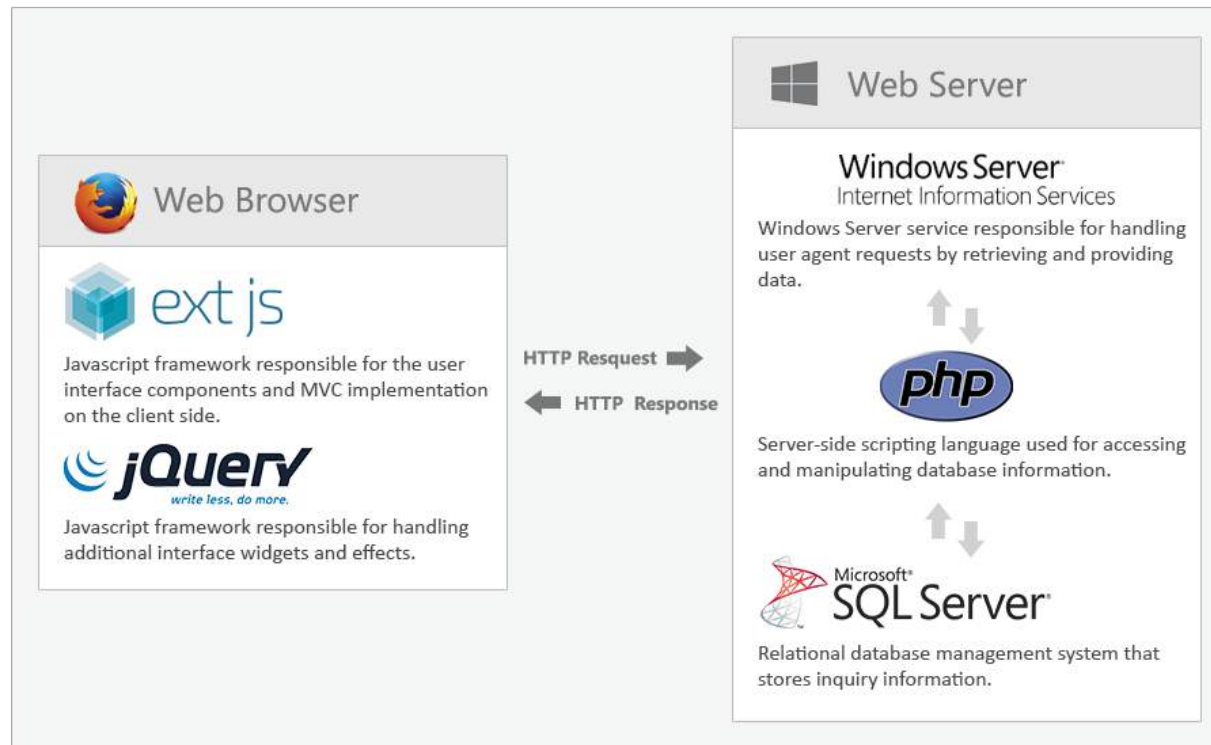 Web Browser
ext js
Javascript framework responsible for the user
interface components and MVC implementation
on the client side.
jQuery
write less, do more.
Javascript framework responsible for handling
additional interface widgets and effects.
HTTP Resquest
HTTP Response
Web Server
Windows Server
Internet Information Services
Windows Server service responsible for handling
user agent requests by retrieving and providing
data.
php
Server-side scripting language used for accessing
and manipulating database information.
Microsoft®
SQL Server®
Relational database management system that
stores inquiry information.